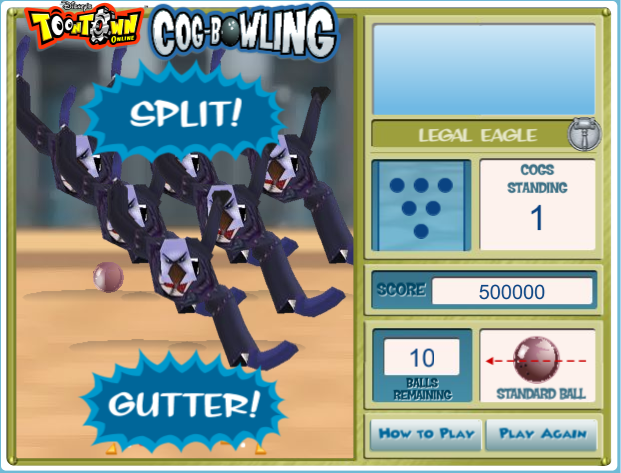 Disney's
TOONTOWN
ONLINE
COG-BOWLING
SPLIT!
LEGAL EAGLE
COGS
STANDING
1
SCORE
500000
10
BALLS
REMAINING
STANDARD BALL
GUTTER!
HOW TO PLAY
PLAY AGAIN